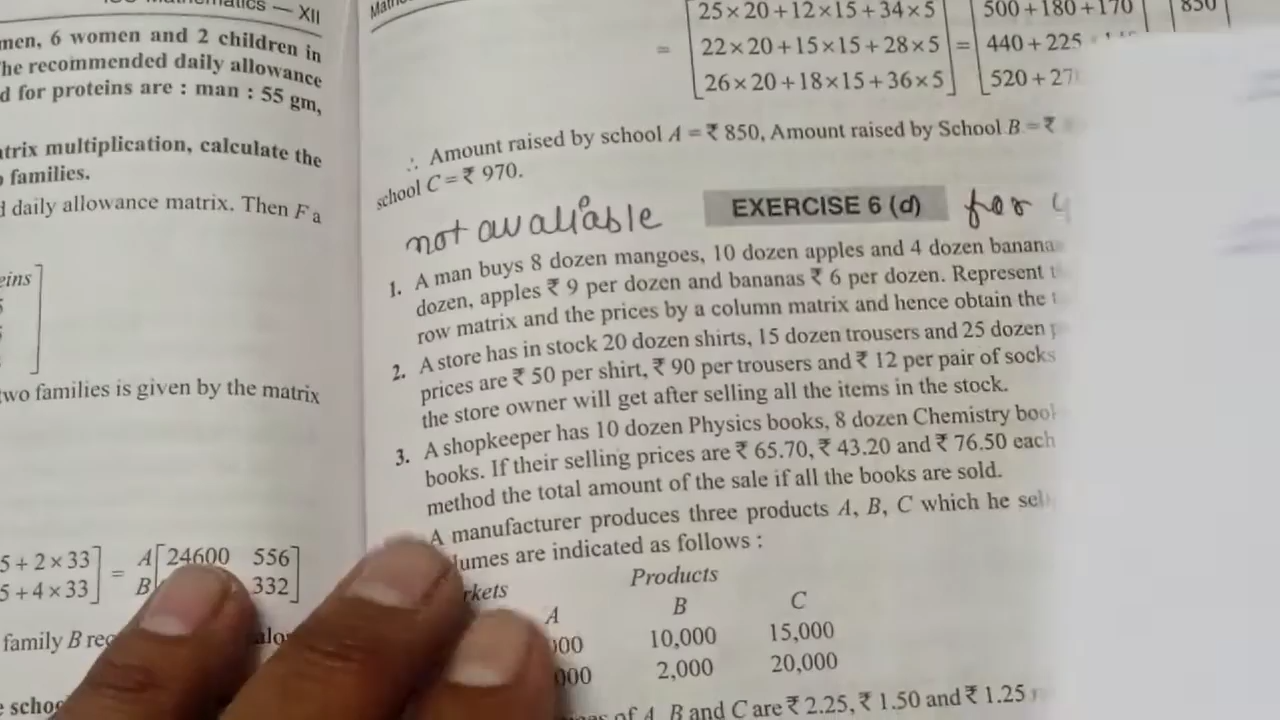 — XII
men, 6 women and 2 children in
he recommended daily allowance
d for proteins are : man : 55 gm,
trix multiplication, calculate the
families.
daily allowance matrix. Then F a
eins
two families is given by the matrix
5 + 2 × 33] = A[24600 556]
5 + 4 × 33] B[ 332]
family B
25 × 20 + 12 × 15 + 34 × 5 500 + 180 + 170 850
= 22 × 20 + 15 × 15 + 28 × 5 = 440 + 225
26 × 20 + 18 × 15 + 36 × 5 520 +
∴ Amount raised by school A = ₹ 850, Amount raised by School B = ₹
school C = ₹ 970.
not avaliable EXERCISE 6 (d) for
1. A man buys 8 dozen mangoes, 10 dozen apples and 4 dozen banana
dozen, apples ₹ 9 per dozen and bananas ₹ 6 per dozen. Represent
row matrix and the prices by a column matrix and hence obtain the
2. A store has in stock 20 dozen shirts, 15 dozen trousers and 25 dozen
prices are ₹ 50 per shirt, ₹ 90 per trousers and ₹ 12 per pair of socks
the store owner will get after selling all the items in the stock.
3. A shopkeeper has 10 dozen Physics books, 8 dozen Chemistry boo
books. If their selling prices are ₹ 65.70, ₹ 43.20 and ₹ 76.50 each
method the total amount of the sale if all the books are sold.
A manufacturer produces three products A, B, C which he sel
lumes are indicated as follows :
rkets Products
A B C
000 10,000 15,000
000 2,000 20,000
of A, B and C are ₹ 2.25, ₹ 1.50 and ₹ 1.25